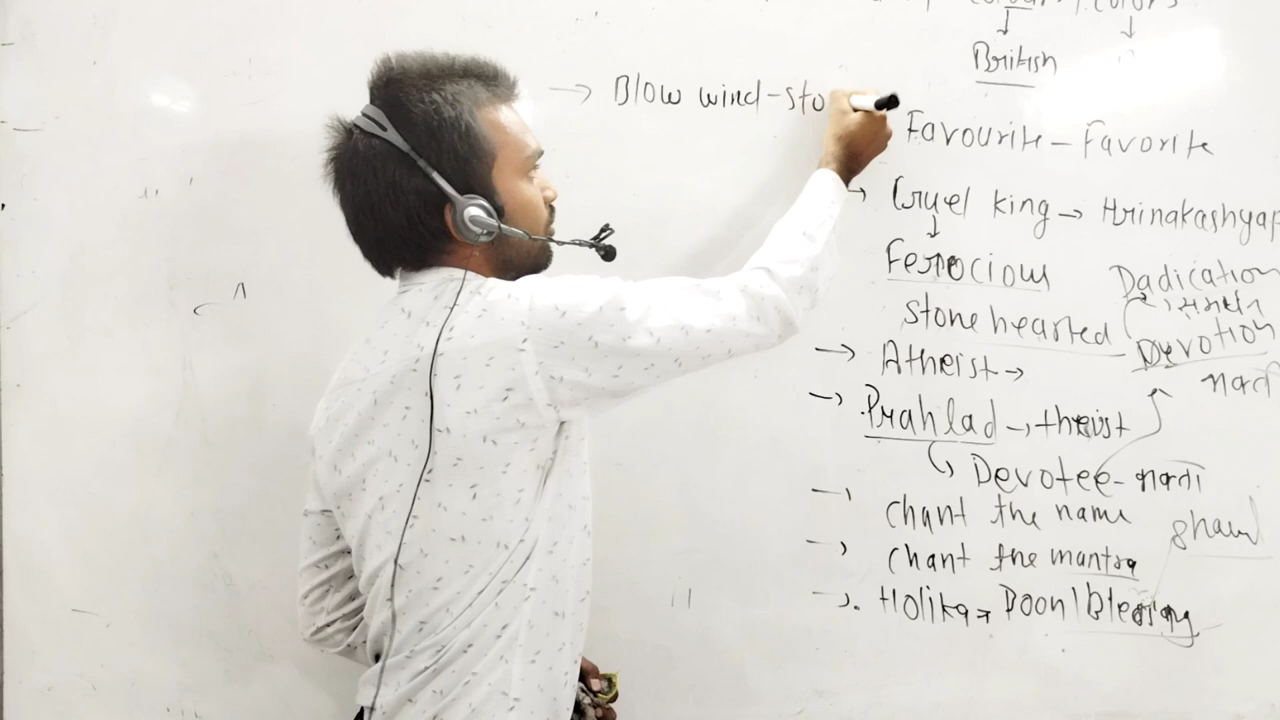 British
→ Blow wind-sto
Favourite - Favorite
→ Cruel king → Hrinakashyap
↓
Ferocious
Dadication
stone hearted
Devotion
→ Atheist →
→ Prahlad → theist
Devotee -
→ chant the name
shawl
→ chant the mantra
→ Holika → Boon/Blessing